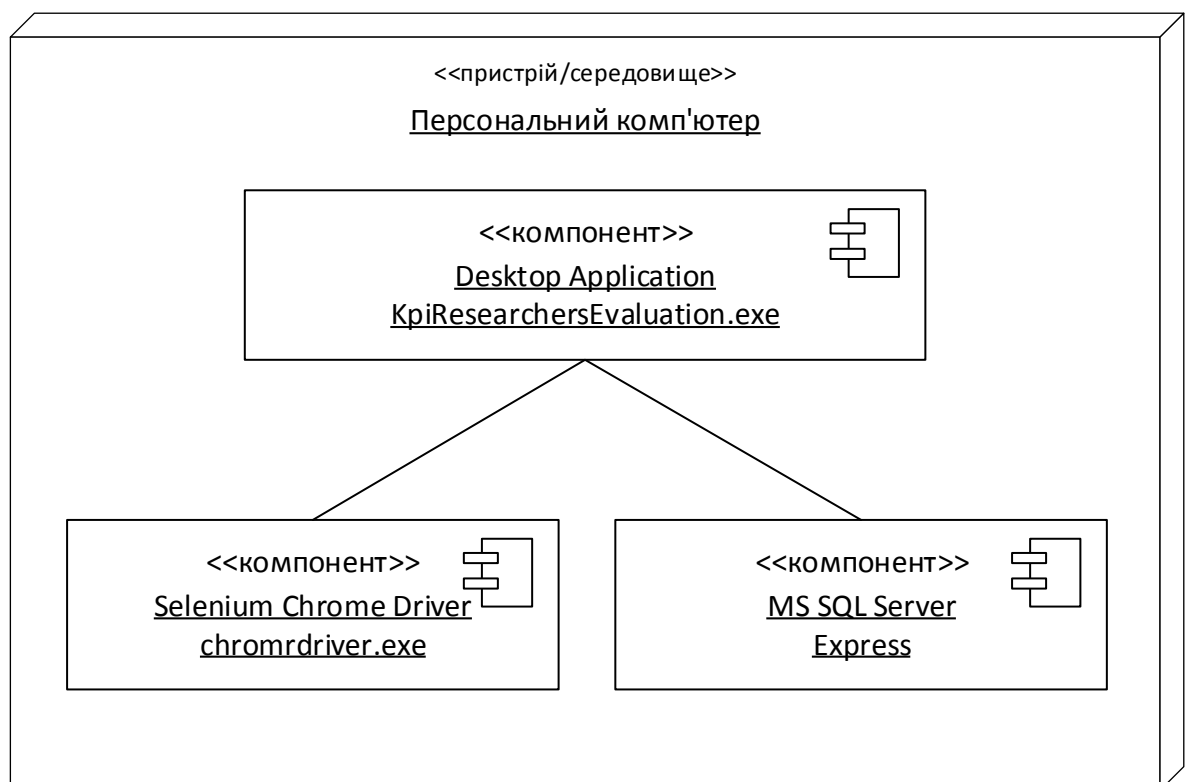 <<пристрій/середовище>>
Персональний комп'ютер
<<компонент>>
Desktop Application
KpiResearchersEvaluation.exe
<<компонент>>
Selenium Chrome Driver
chromrdriver.exe
<<компонент>>
MS SQL Server
Express